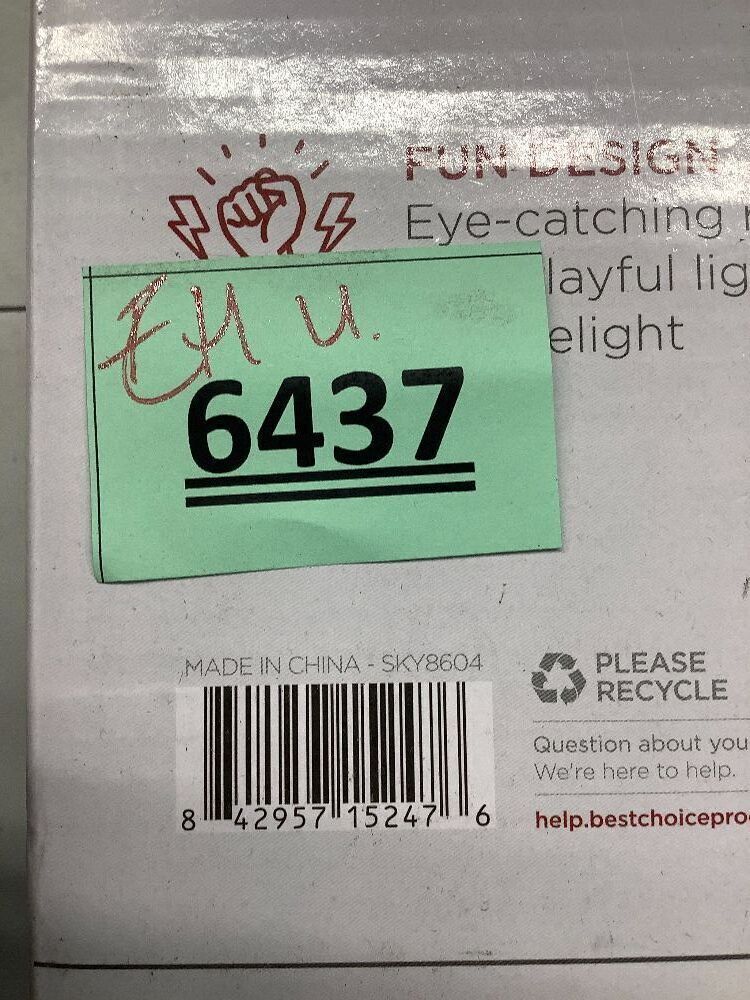 FUN DESIGN
Eye-catching
layful lig
elight
EH U.
6437
MADE IN CHINA - SKY8604
8 42957 15247 6
PLEASE
RECYCLE
Question about you
We're here to help.
help.bestchoicepro